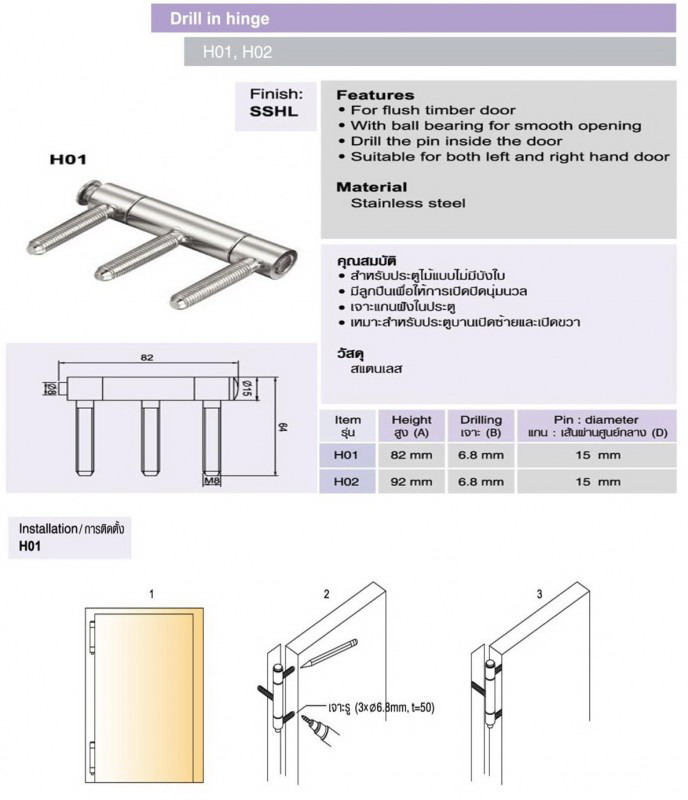 Drill in hinge
H01, H02
Finish:
SSHL
H01
Features
• For flush timber door
• With ball bearing for smooth opening
• Drill the pin inside the door
• Suitable for both left and right hand door
Material
Stainless steel
คุณสมบัติ
• สำหรับประตูไม้แบบไม่มีบังใบ
• มีลูกปืนเพื่อให้การเปิดปิดนุ่มนวล
• เจาะแกนฝังในประตู
• เหมาะสำหรับประตูบานเปิดซ้ายและเปิดขวา
วัสดุ
สแตนเลส
82
Ø8
Ø15
64
M8
Item Height Drilling Pin : diameter
รุ่น สูง (A) เจาะ (B) แกน : เส้นผ่านศูนย์กลาง (D)
H01 82 mm 6.8 mm 15 mm
H02 92 mm 6.8 mm 15 mm
Installation/การติดตั้ง
H01
1
2
3
เจาะรู (3xø6.8mm, t=50)